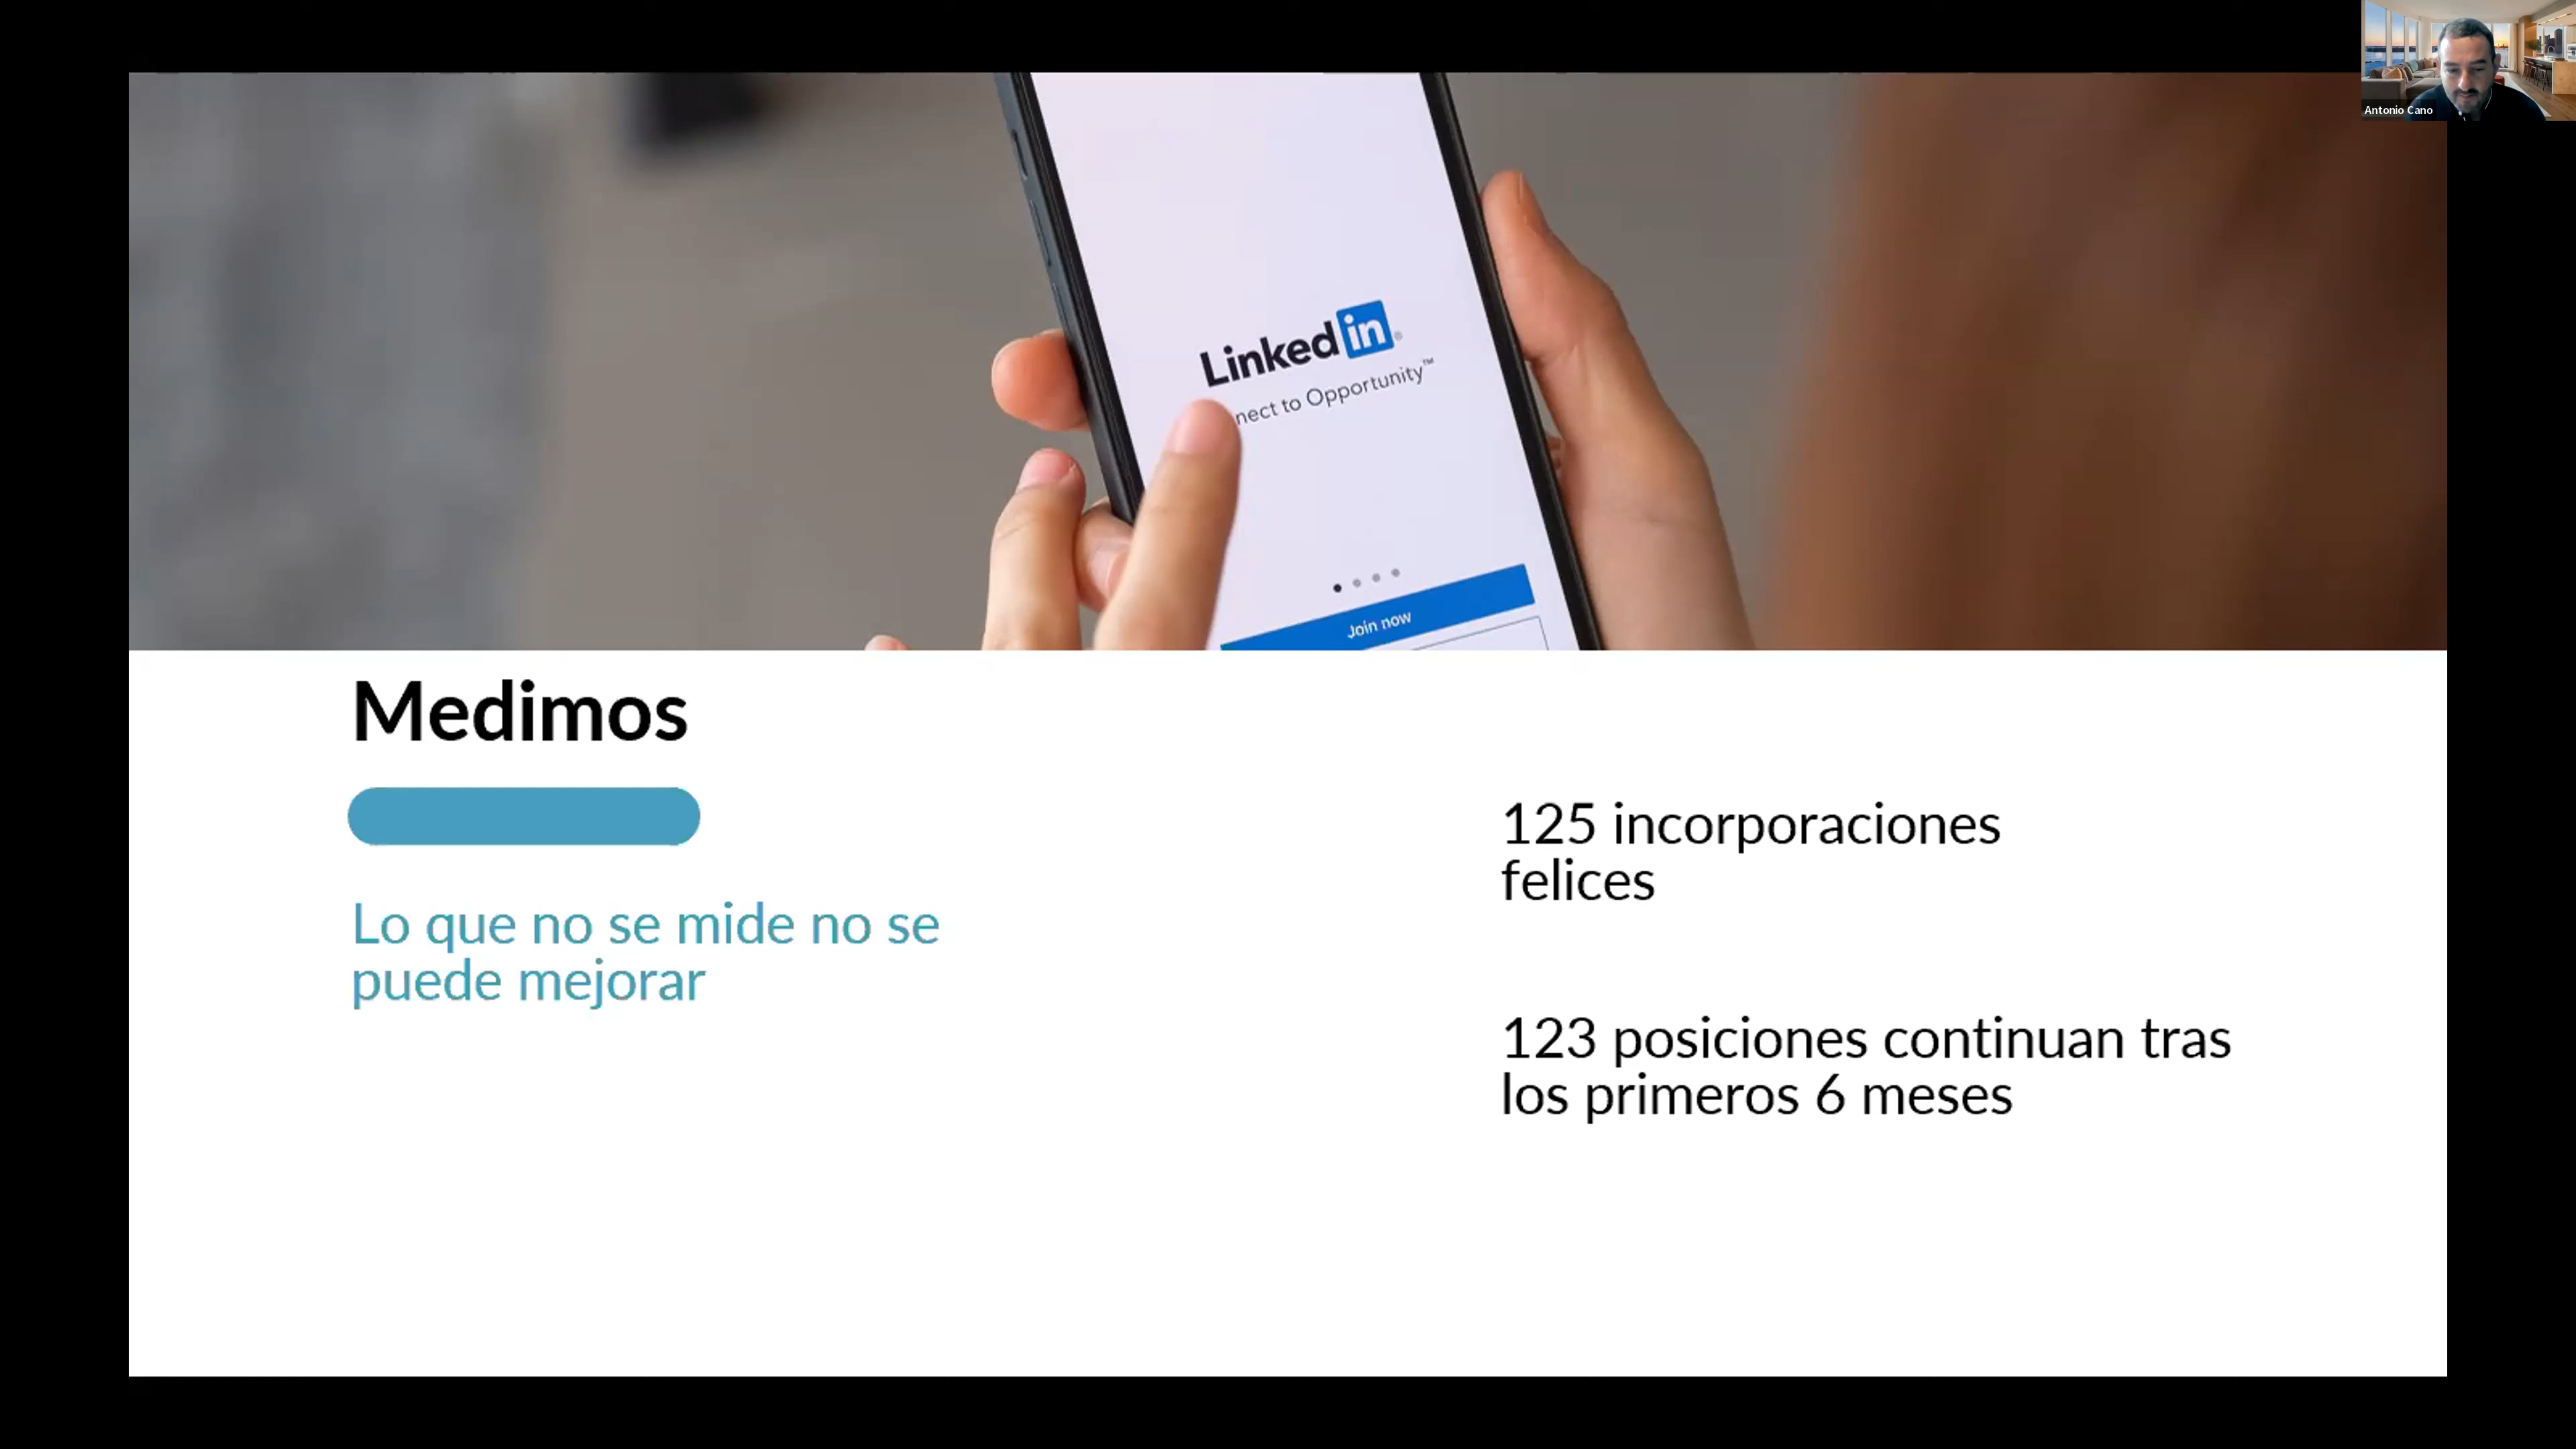 Antonio Cano
Linked in
nect to Opportunity™
Join now
Medimos
Lo que no se mide no se
puede mejorar
125 incorporaciones
felices
123 posiciones continuan tras
los primeros 6 meses